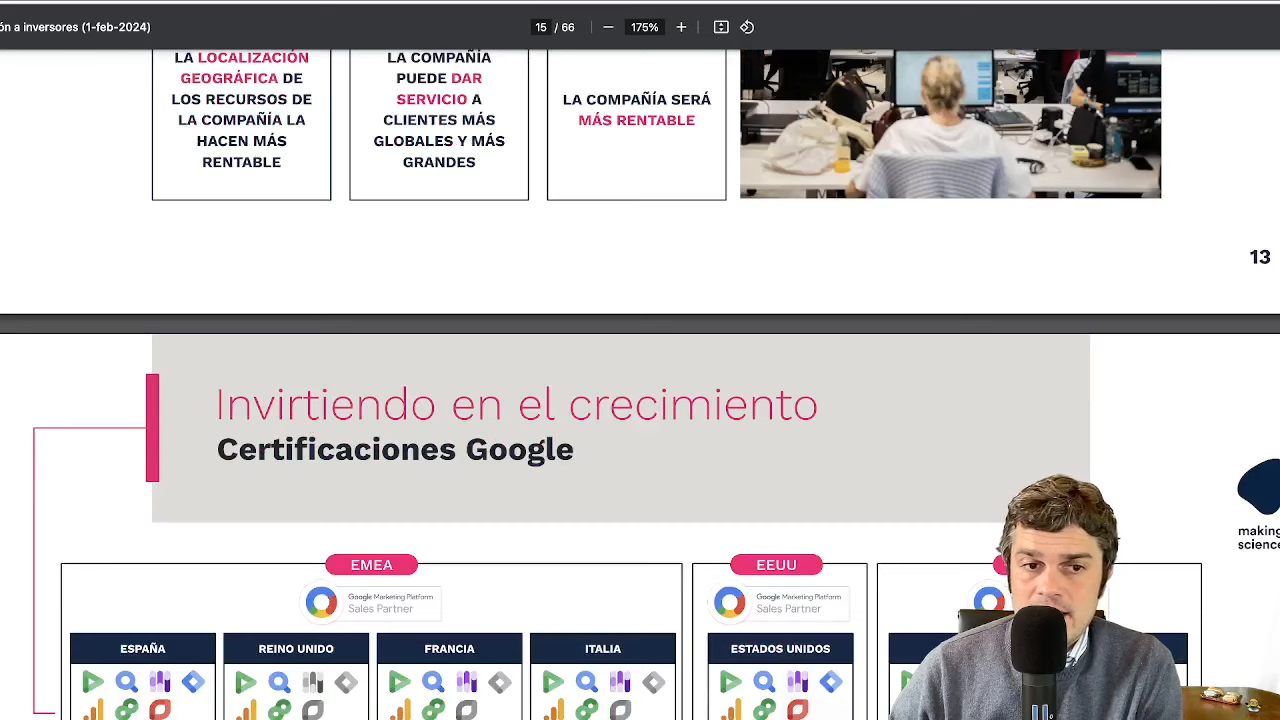 ón a inversores (1-feb-2024)
15 / 66
175%
LA LOCALIZACIÓN
GEOGRÁFICA DE
LOS RECURSOS DE
LA COMPAÑÍA LA
HACEN MÁS
RENTABLE
LA COMPAÑÍA
PUEDE DAR
SERVICIO A
CLIENTES MÁS
GLOBALES Y MÁS
GRANDES
LA COMPAÑÍA SERÁ
MÁS RENTABLE
13
Invirtiendo en el crecimiento
Certificaciones Google
making
science
EMEA
Google Marketing Platform
Sales Partner
ESPAÑA
REINO UNIDO
FRANCIA
ITALIA
EEUU
Google Marketing Platform
Sales Partner
ESTADOS UNIDOS